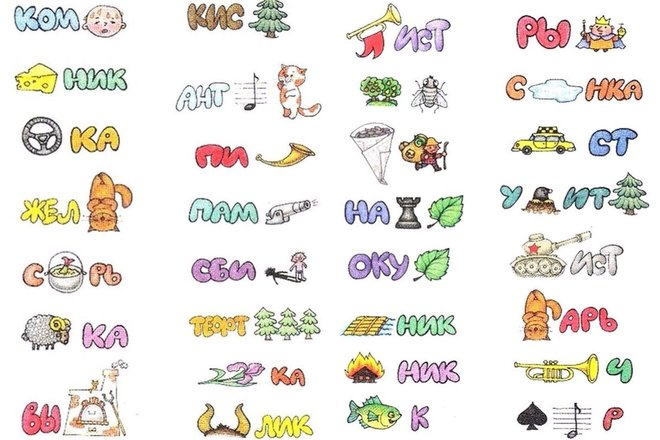 КОМ
КИС
ИСТ
РЫ
НИК
АНТ
С НКА
КА
ПИ
СТ
ЖЕЛ
ПАМ
НА
У ИТ
С РЬ
СБИ
ОКУ
ИСТ
КА
НИК
АРЬ
ВЫ
КА
НИК
Ч
ЛИК
К
Р